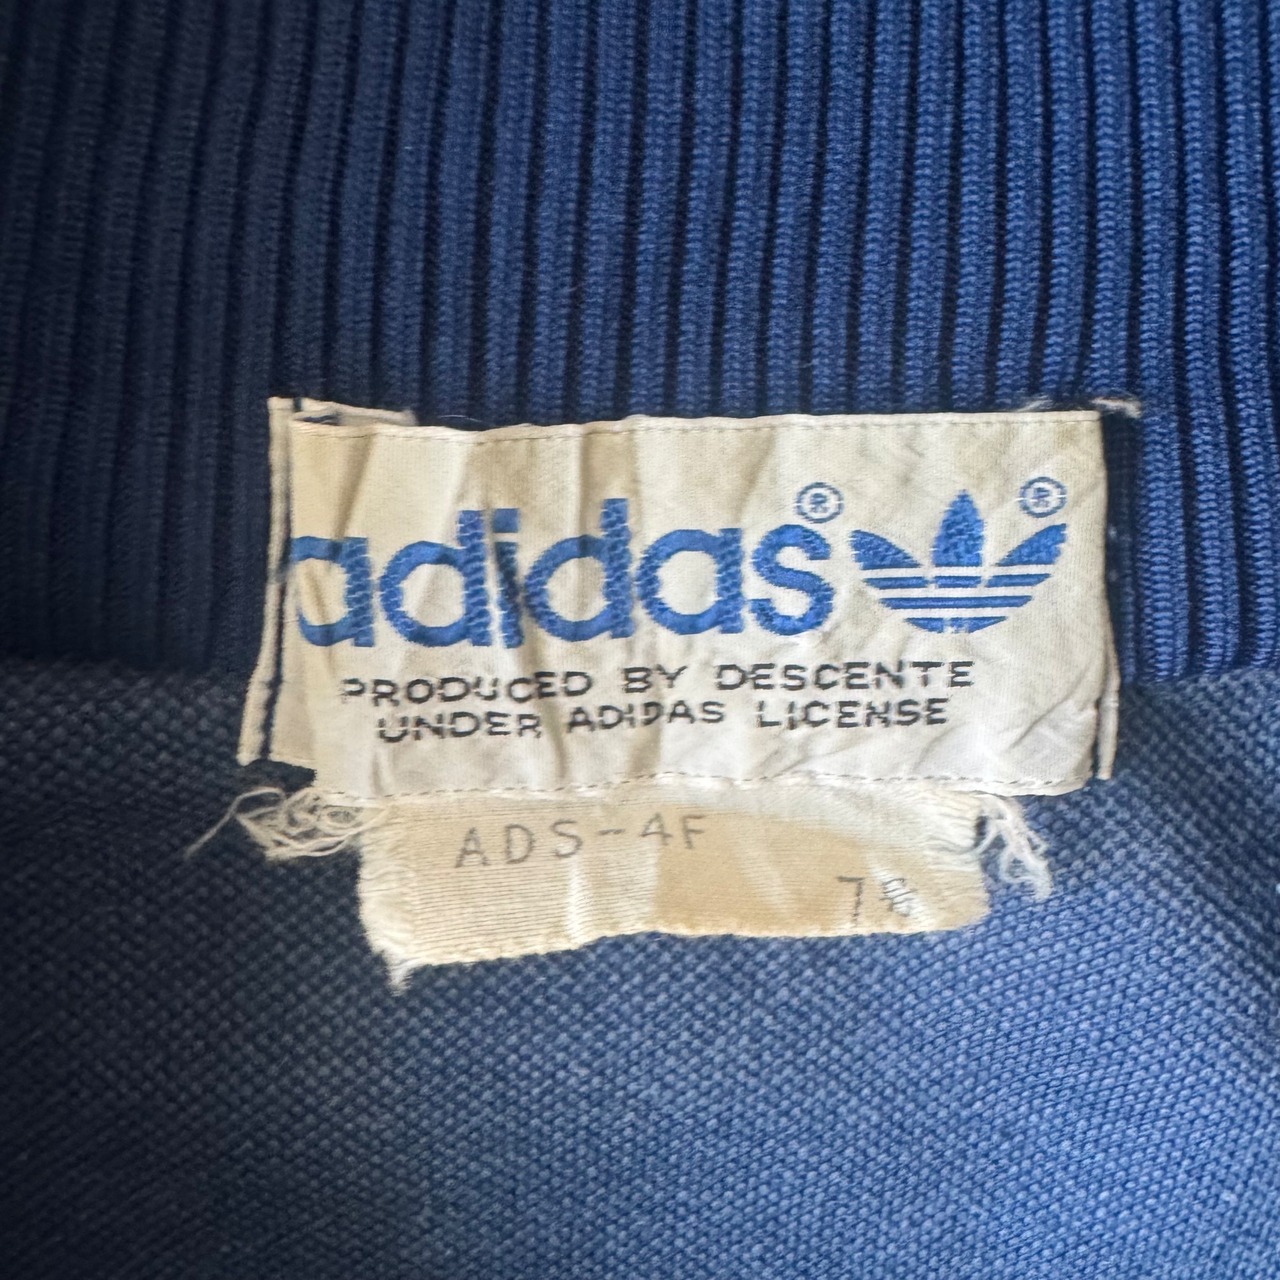 adidas® ®
PRODUCED BY DESCENTE
UNDER ADIDAS LICENSE
ADS-4F